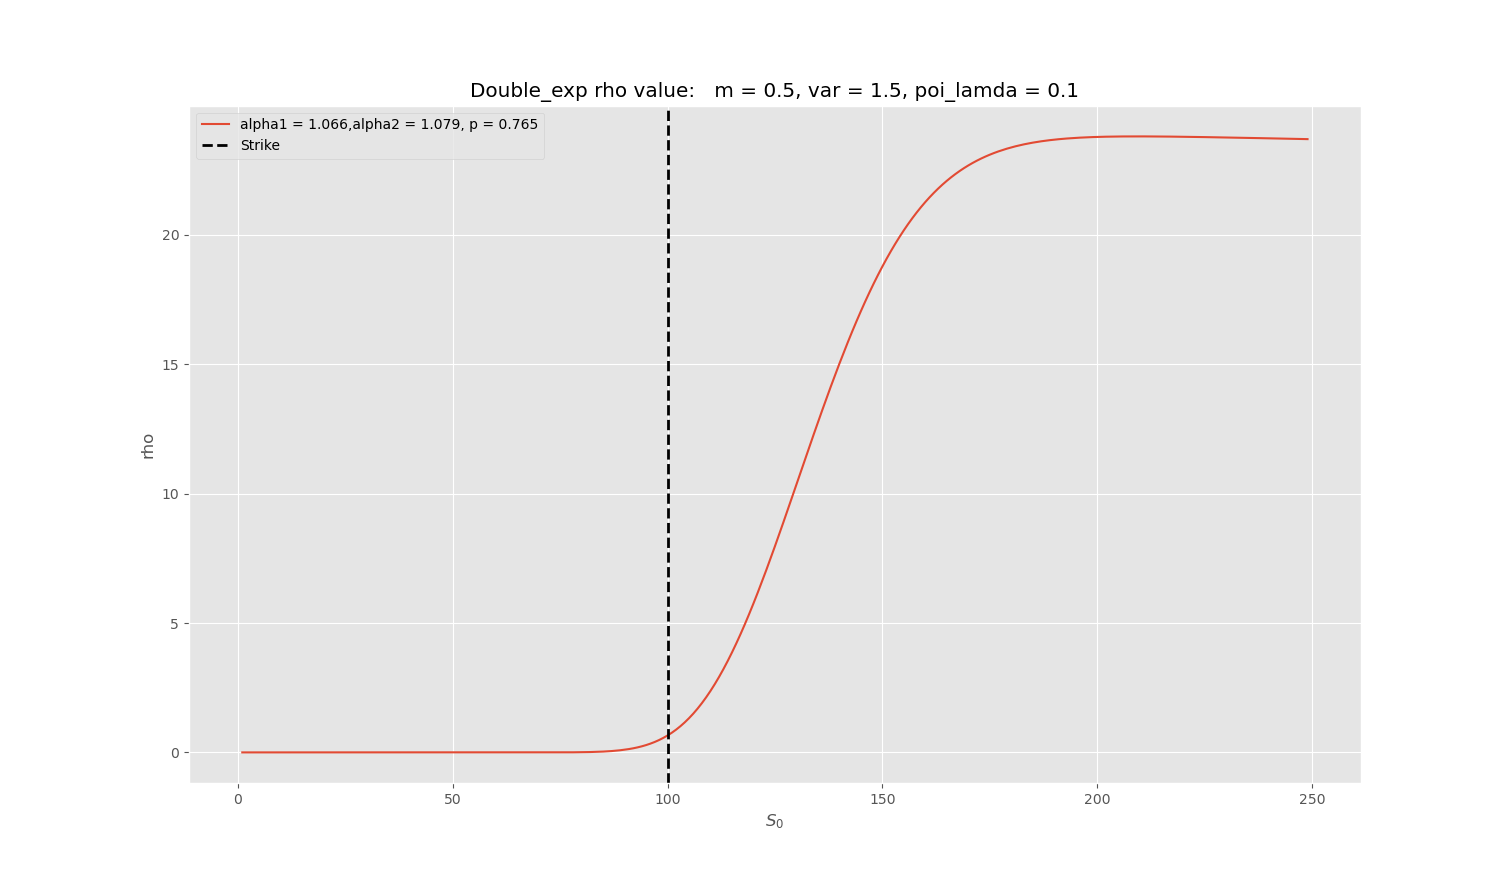 Double_exp rho value:   m = 0.5, var = 1.5, poi_lamda = 0.1
alpha1 = 1.066,alpha2 = 1.079, p = 0.765
Strike
20
15
10
5
0
rho
0 50 100 150 200 250
S₀